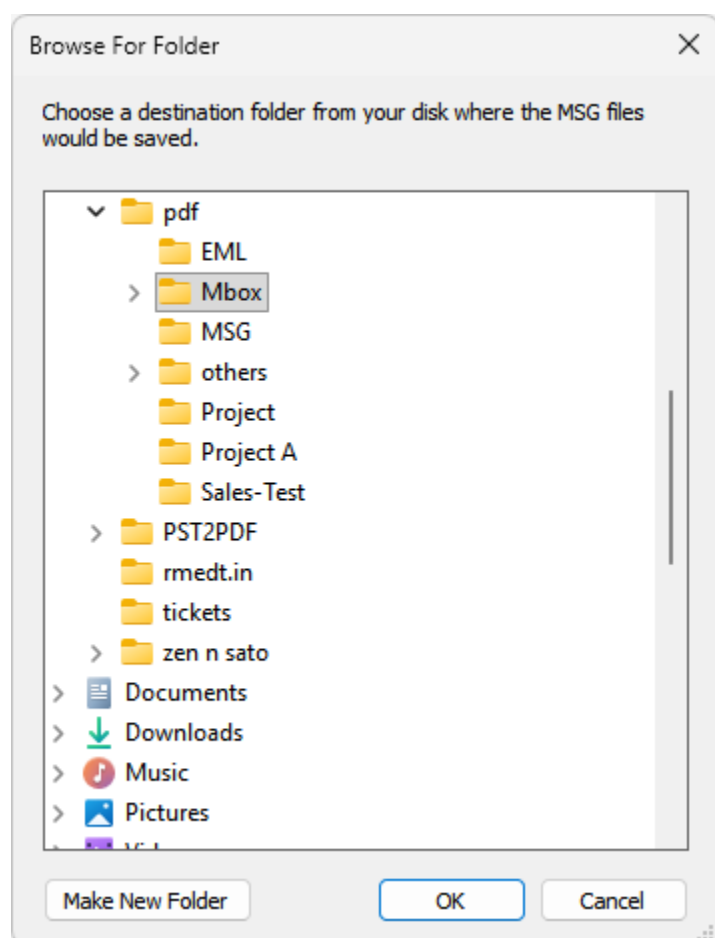 Browse For Folder
Choose a destination folder from your disk where the MSG files
would be saved.
pdf
EML
Mbox
MSG
others
Project
Project A
Sales-Test
PST2PDF
rmedt.in
tickets
zen n sato
Documents
Downloads
Music
Pictures
Make New Folder
OK
Cancel